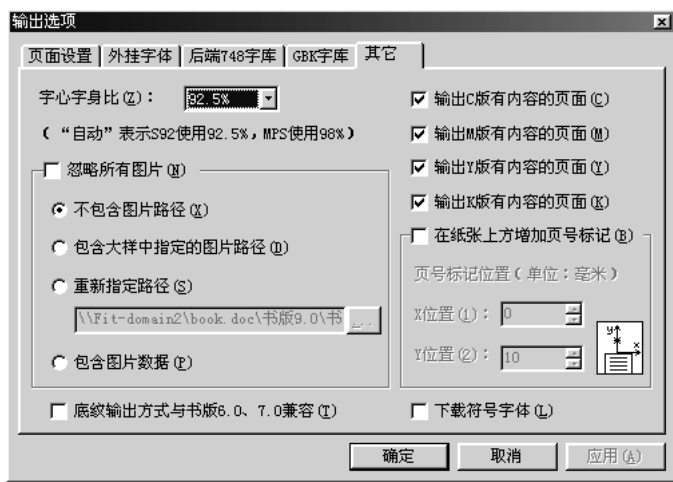 输出选项
页面设置 外挂字体 后端748字库 GBK字库 其它
字心字身比(Z)： 92.5%
(“自动”表示S92使用92.5%，MPS使用98%)
忽略所有图片(N)
不包含图片路径(X)
包含大样中指定的图片路径(D)
重新指定路径(S)
\\Fit-domain2\book.doc\书版9.0\书 ...
包含图片数据(P)
底纹输出方式与书版6.0、7.0兼容(T)
输出C版有内容的页面(C)
输出M版有内容的页面(M)
输出Y版有内容的页面(Y)
输出K版有内容的页面(K)
在纸张上方增加页号标记(B)
页号标记位置(单位：毫米)
X位置(1)： 0
Y位置(2)： 10
y x
下载符号字体(L)
确定 取消 应用(A)